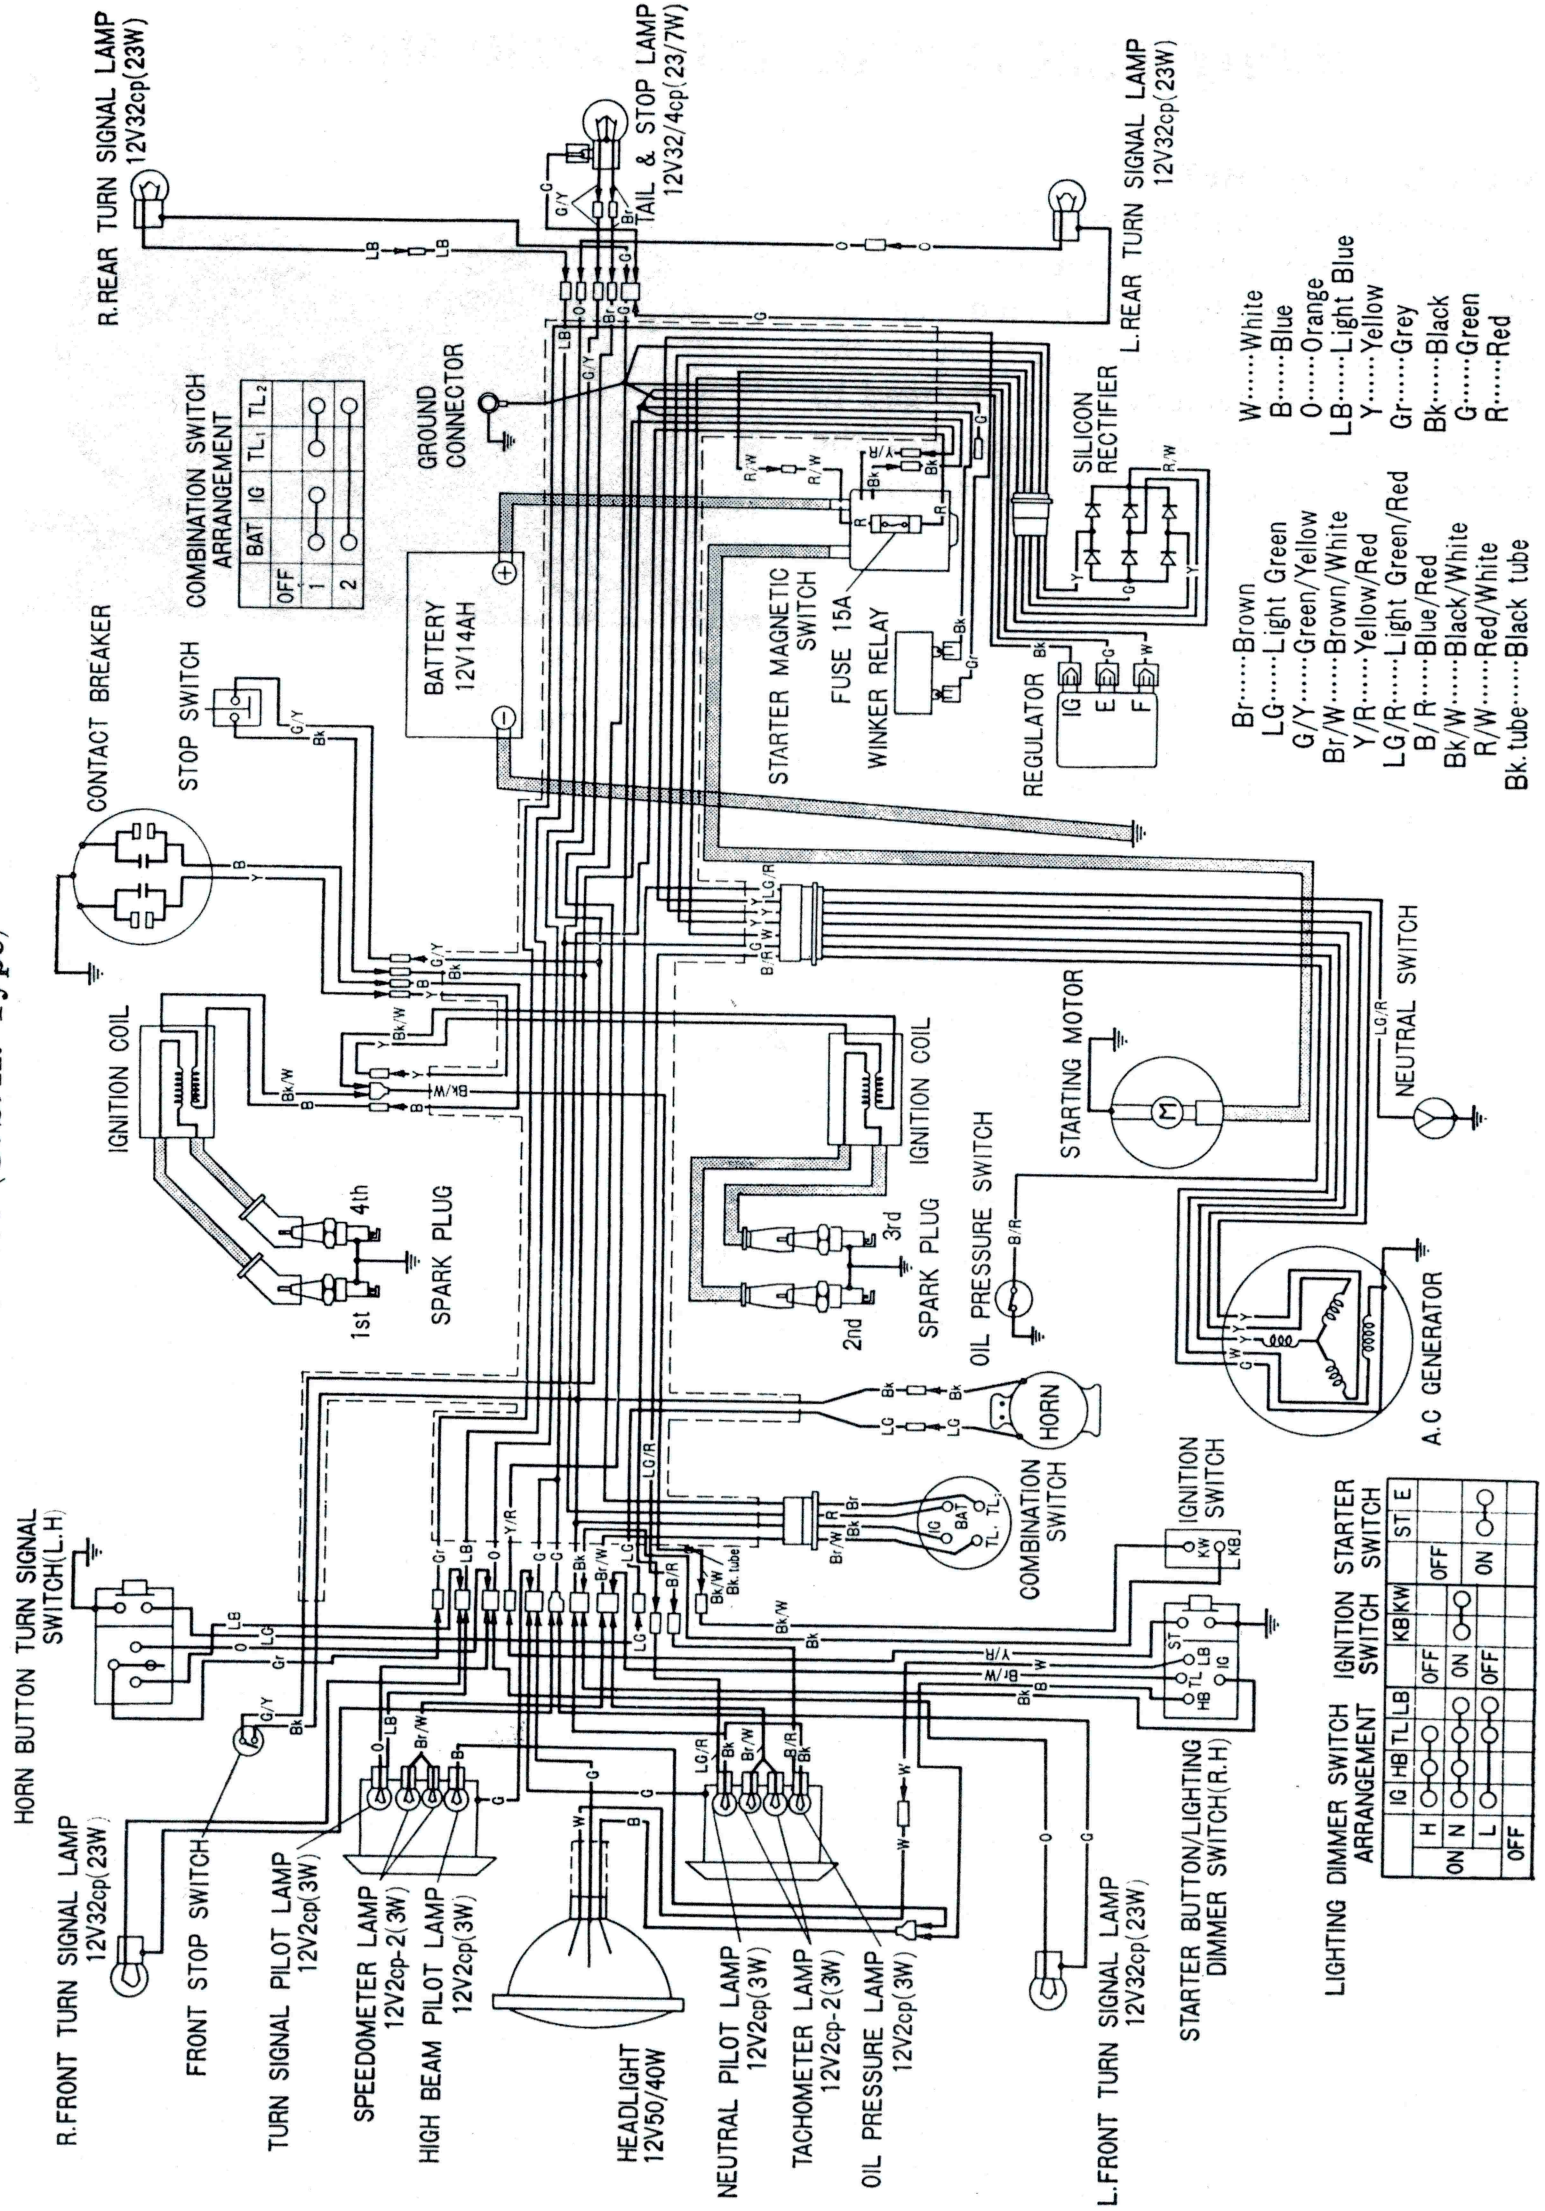 R.REAR TURN SIGNAL LAMP
12V32cp(23W)
TAIL & STOP LAMP
12V32/4cp(23/7W)
L.REAR TURN SIGNAL LAMP
12V32cp(23W)
COMBINATION SWITCH
ARRANGEMENT
BAT IG TL₁ TL₂
OFF
1
2
GROUND
CONNECTOR
CONTACT BREAKER
STOP SWITCH
BATTERY
12V14AH
STARTER MAGNETIC
SWITCH
FUSE 15A
WINKER RELAY
REGULATOR
IG
E
F
SILICON
RECTIFIER
W······White
B······Blue
O······Orange
LB······Light Blue
Y······Yellow
Gr······Grey
Bk······Black
G······Green
R······Red
Br······Brown
LG······Light Green
G/Y······Green/Yellow
Br/W······Brown/White
Y/R······Yellow/Red
LG/R······Light Green/Red
B/R······Blue/Red
Bk/W······Black/White
R/W······Red/White
Bk.tube······Black tube
IGNITION COIL
1st
4th
SPARK PLUG
IGNITION COIL
2nd
3rd
SPARK PLUG
OIL PRESSURE SWITCH
STARTING MOTOR
M
NEUTRAL SWITCH
A.C GENERATOR
HORN
COMBINATION
SWITCH
IG
BAT
IGNITION
SWITCH
KW
KB
HORN BUTTON TURN SIGNAL
SWITCH(L.H)
R.FRONT TURN SIGNAL LAMP
12V32cp(23W)
FRONT STOP SWITCH
TURN SIGNAL PILOT LAMP
12V2cp(3W)
SPEEDOMETER LAMP
12V2cp-2(3W)
HIGH BEAM PILOT LAMP
12V2cp(3W)
HEADLIGHT
12V50/40W
NEUTRAL PILOT LAMP
12V2cp(3W)
TACHOMETER LAMP
12V2cp-2(3W)
OIL PRESSURE LAMP
12V2cp(3W)
L.FRONT TURN SIGNAL LAMP
12V32cp(23W)
STARTER BUTTON/LIGHTING
DIMMER SWITCH(R.H)
ST
TL LB
HB IG
LIGHTING DIMMER SWITCH
ARRANGEMENT
IG HB TL LB
ON
H
N
L
OFF
IGNITION
SWITCH
KB KW
OFF
ON
OFF
STARTER
SWITCH
ST E
OFF
ON